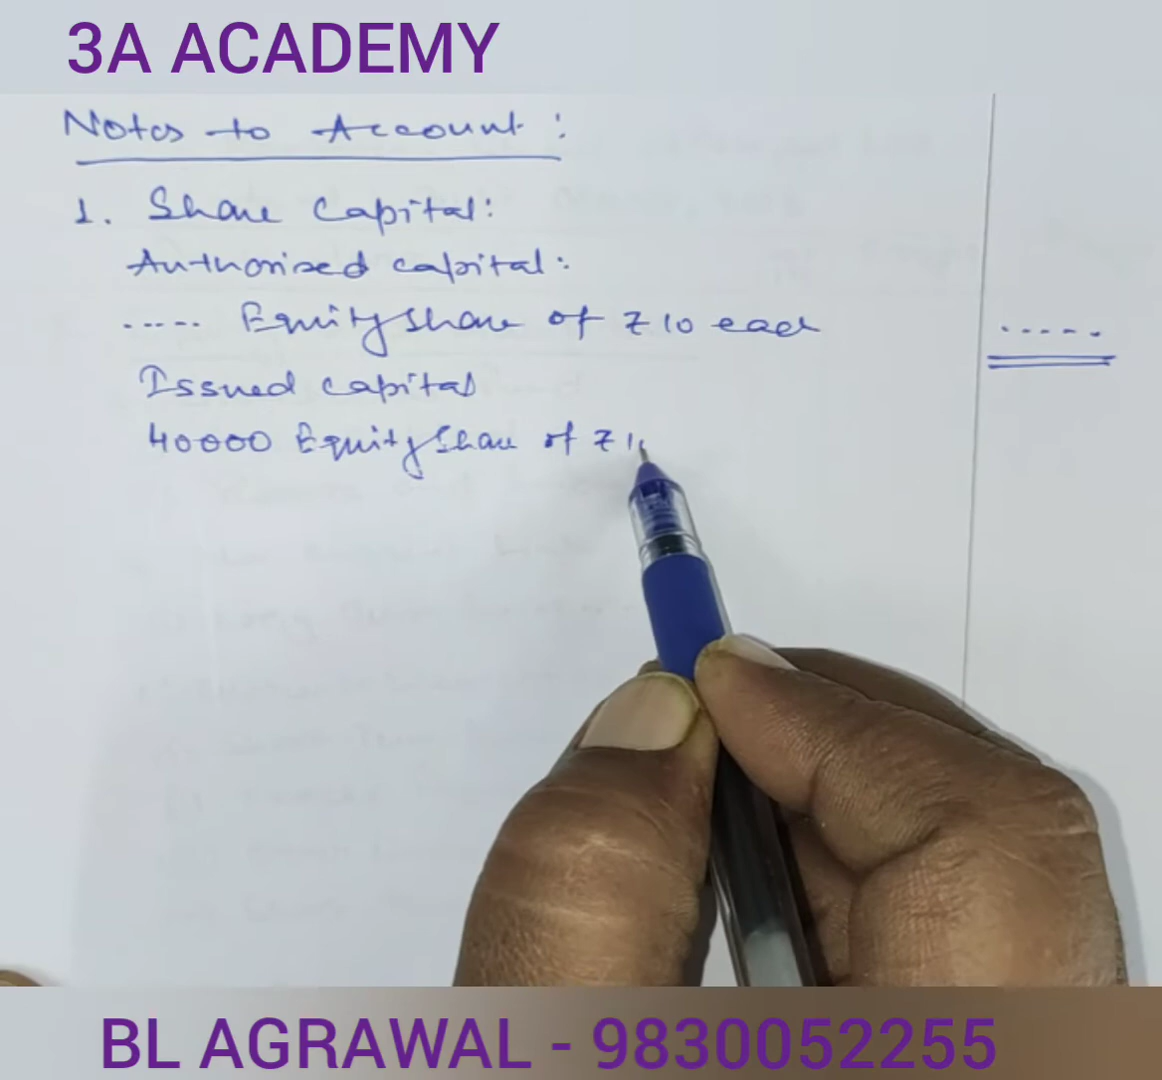 3A ACADEMY
Notes to Account :
1. Share Capital:
Authorised capital:
..... Equity share of ₹10 each .....
Issued capital
40000 Equity share of ₹10
BL AGRAWAL - 9830052255